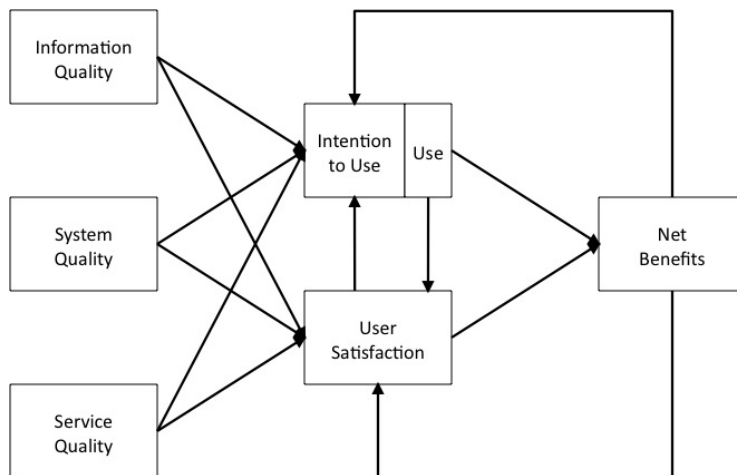 Information
Quality
Intention
to Use
Use
System
Quality
Net
Benefits
User
Satisfaction
Service
Quality